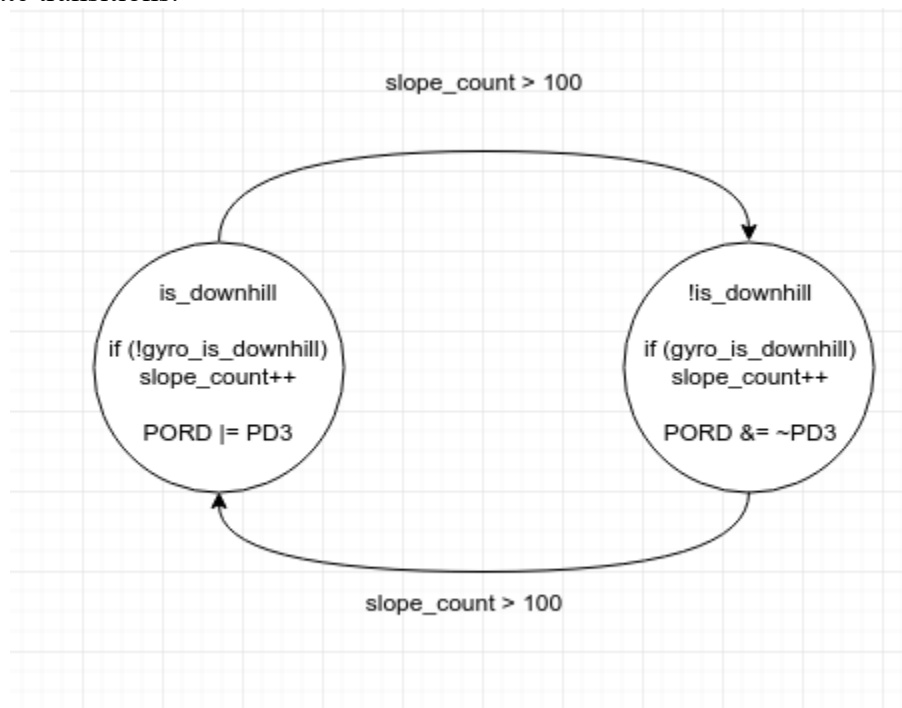 slope_count > 100
is_downhill
if (!gyro_is_downhill)
slope_count++
PORD |= PD3
!is_downhill
if (gyro_is_downhill)
slope_count++
PORD &= ~PD3
slope_count > 100